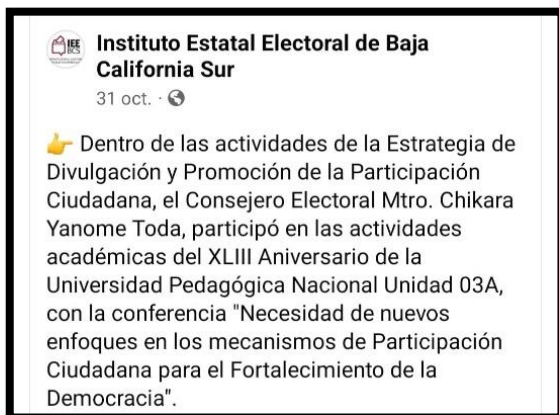 IEE
BCS
Instituto Estatal Electoral de Baja
California Sur
31 oct. ·
👉 Dentro de las actividades de la Estrategia de
Divulgación y Promoción de la Participación
Ciudadana, el Consejero Electoral Mtro. Chikara
Yanome Toda, participó en las actividades
académicas del XLIII Aniversario de la
Universidad Pedagógica Nacional Unidad 03A,
con la conferencia "Necesidad de nuevos
enfoques en los mecanismos de Participación
Ciudadana para el Fortalecimiento de la
Democracia".